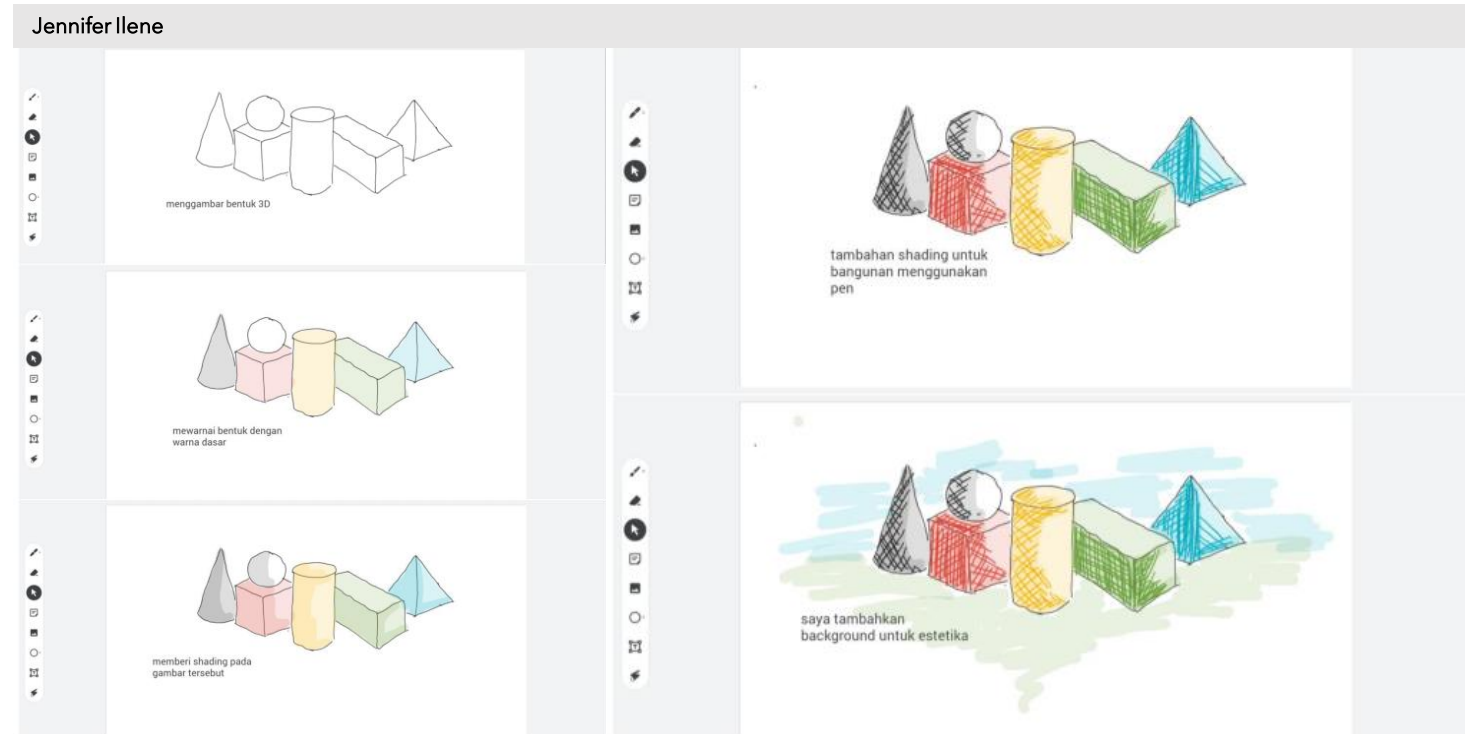 Jennifer Ilene
menggambar bentuk 3D
mewarnai bentuk dengan
warna dasar
memberi shading pada
gambar tersebut
tambahan shading untuk
bangunan menggunakan
pen
saya tambahkan
background untuk estetika